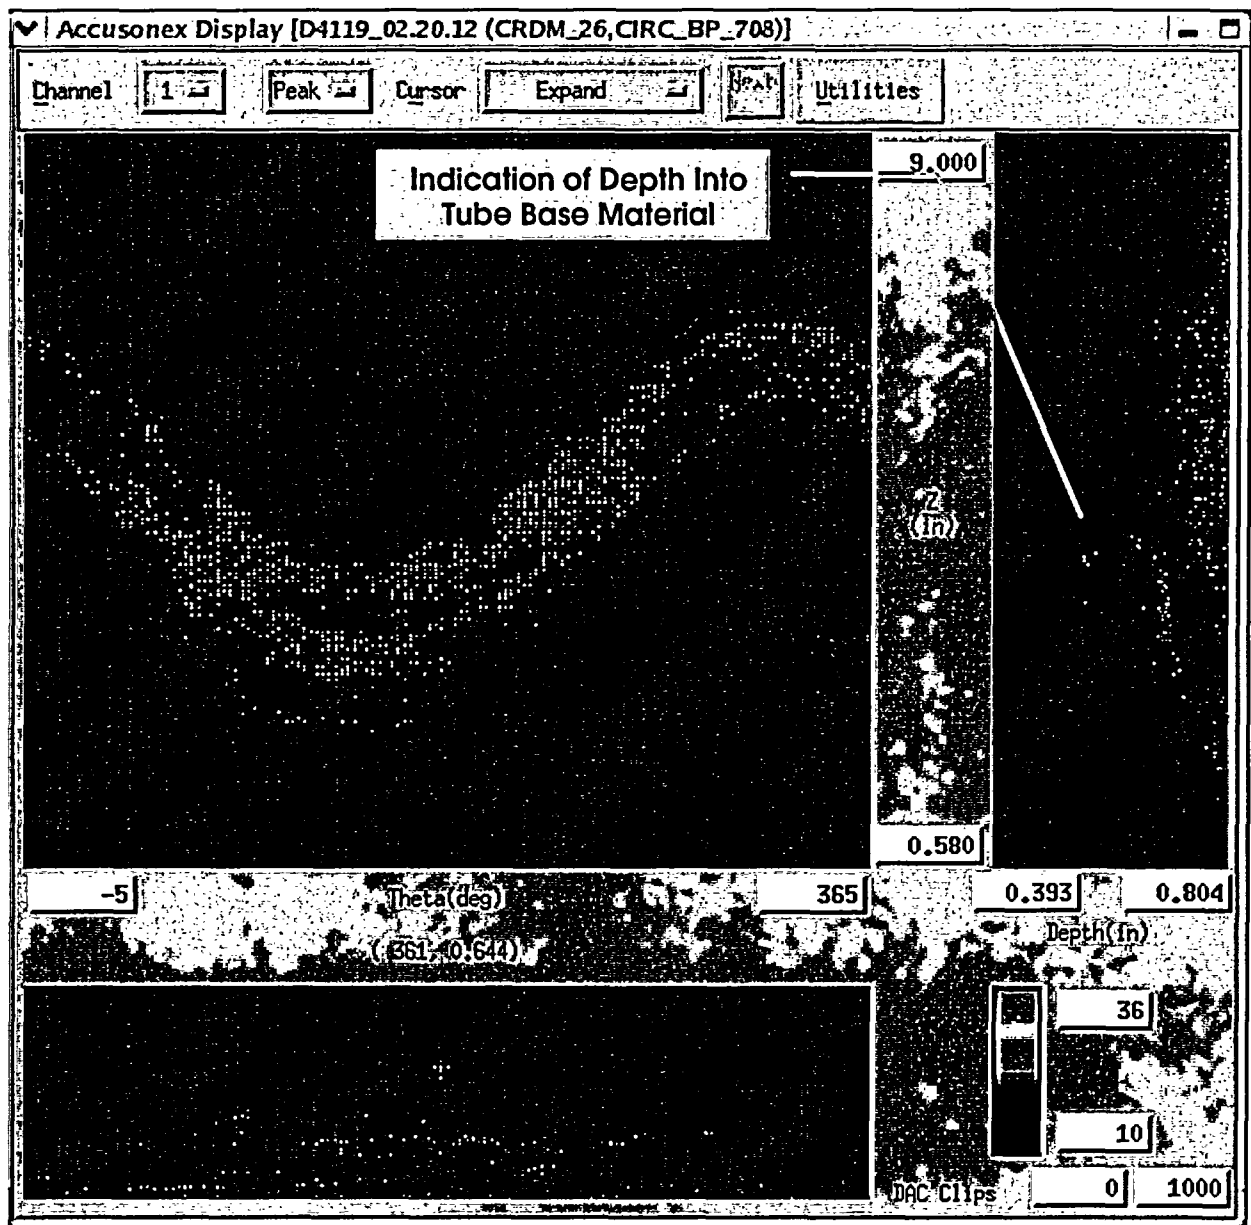 Accusonex Display [D4119_02.20.12 (CRDM_26,CIRC_BP_708)]
Channel 1 Peak Cursor Expand Next Utilities
Indication of Depth Into
Tube Base Material
9.000
Z
(In)
0.580
-5 Theta(deg) 365 0.393 0.804
( 361, 0.644) Depth(In)
36
10
DAC Clips 0 1000